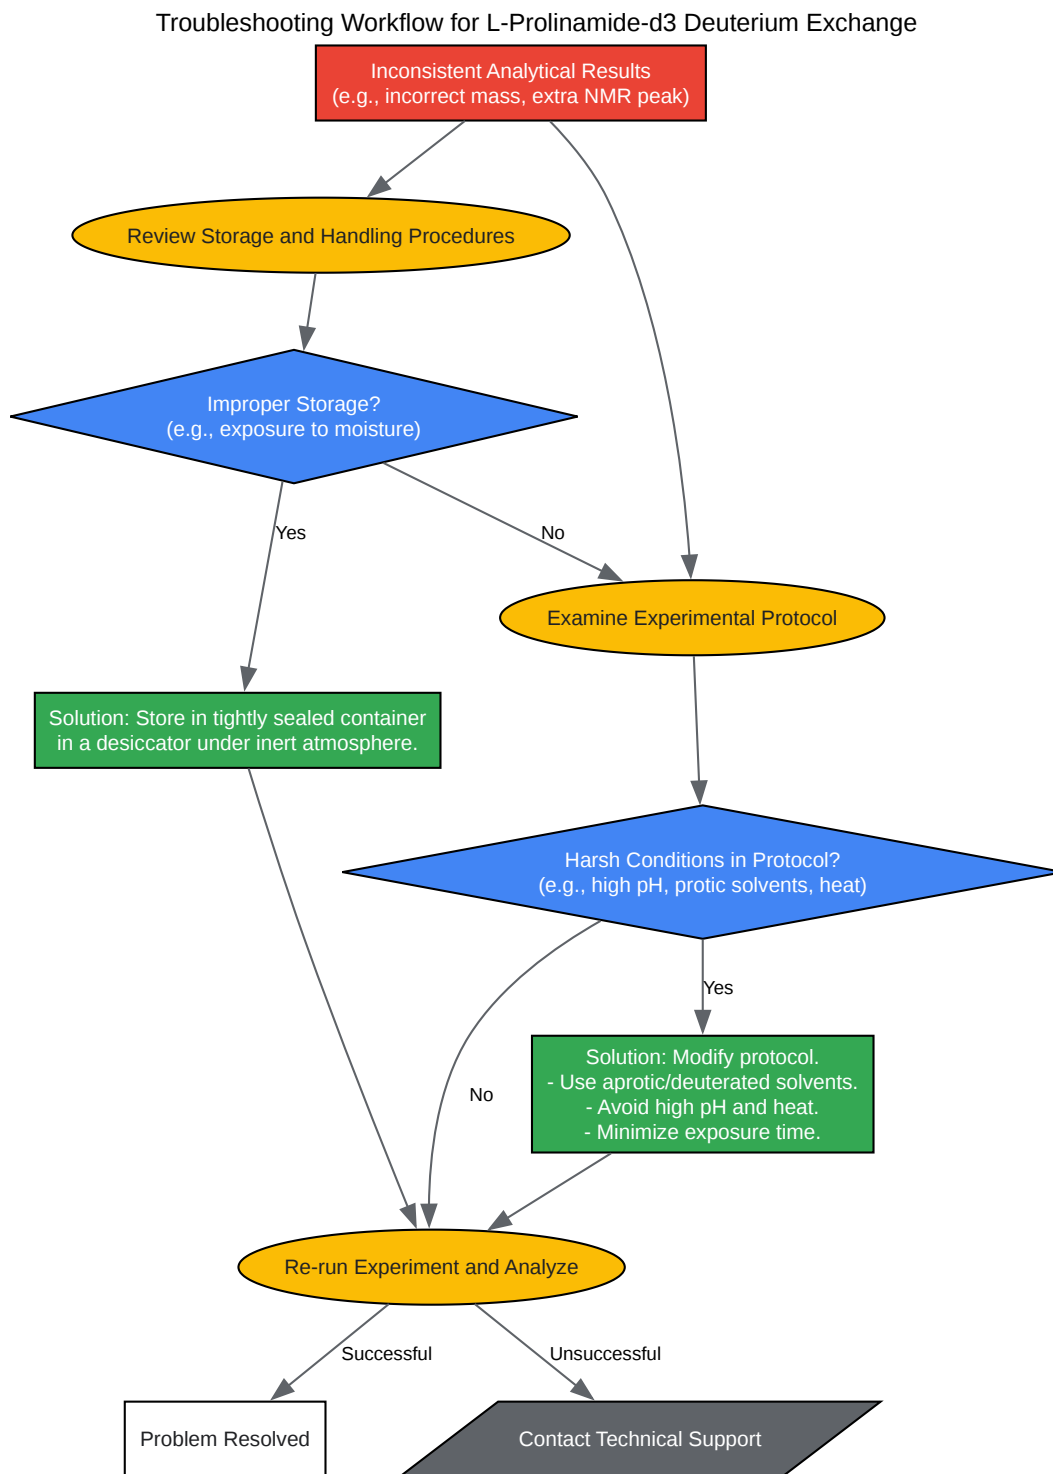 Troubleshooting Workflow for L-Prolinamide-d3 Deuterium Exchange
Inconsistent Analytical Results
(e.g., incorrect mass, extra NMR peak)
Review Storage and Handling Procedures
Improper Storage?
(e.g., exposure to moisture)
Yes
No
Examine Experimental Protocol
Solution: Store in tightly sealed container
in a desiccator under inert atmosphere.
Harsh Conditions in Protocol?
(e.g., high pH, protic solvents, heat)
Yes
No
Solution: Modify protocol.
- Use aprotic/deuterated solvents.
- Avoid high pH and heat.
- Minimize exposure time.
Re-run Experiment and Analyze
Successful
Unsuccessful
Problem Resolved
Contact Technical Support